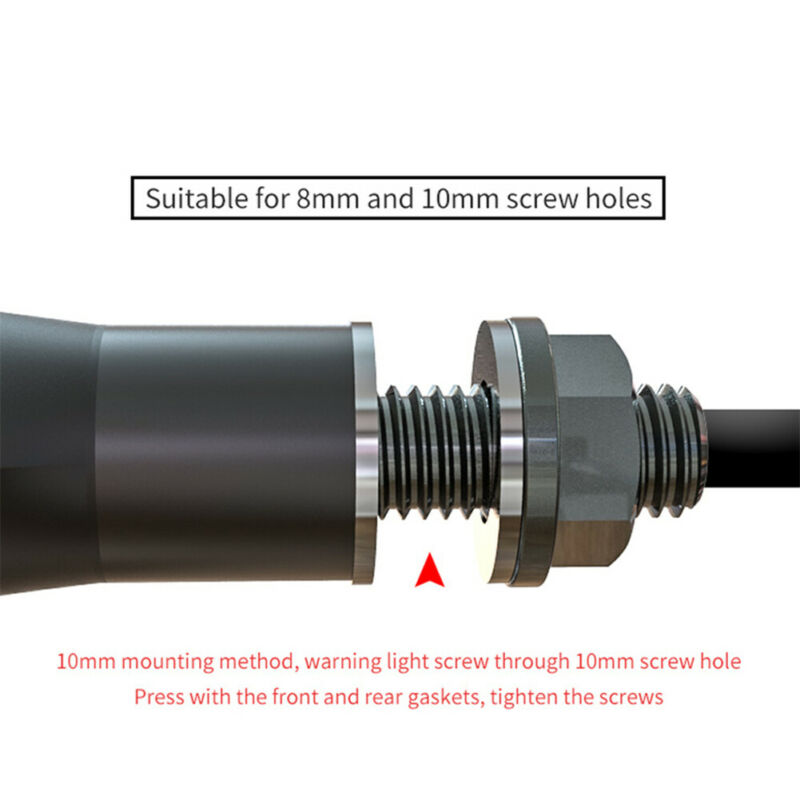 Suitable for 8mm and 10mm screw holes
10mm mounting method, warning light screw through 10mm screw hole
Press with the front and rear gaskets, tighten the screws